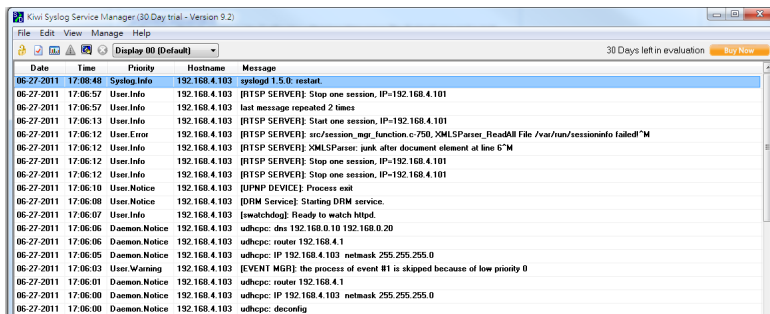 Kiwi Syslog Service Manager (30 Day trial - Version 9.2)
File Edit View Manage Help
Display 00 (Default) 30 Days left in evaluation Buy Now
Date Time Priority Hostname Message
06-27-2011 17:08:48 Syslog.Info 192.168.4.103 syslogd 1.5.0: restart.
06-27-2011 17:06:57 User.Info 192.168.4.103 [RTSP SERVER]: Stop one session, IP=192.168.4.101
06-27-2011 17:06:57 User.Info 192.168.4.103 last message repeated 2 times
06-27-2011 17:06:13 User.Info 192.168.4.103 [RTSP SERVER]: Start one session, IP=192.168.4.101
06-27-2011 17:06:12 User.Error 192.168.4.103 [RTSP SERVER]: src/session_mgr_function.c-750, XMLSParser_ReadAll File /var/run/sessioninfo failed!^M
06-27-2011 17:06:12 User.Info 192.168.4.103 [RTSP SERVER]: XMLSParser: junk after document element at line 6^M
06-27-2011 17:06:12 User.Info 192.168.4.103 [RTSP SERVER]: Stop one session, IP=192.168.4.101
06-27-2011 17:06:12 User.Info 192.168.4.103 [RTSP SERVER]: Stop one session, IP=192.168.4.101
06-27-2011 17:06:10 User.Notice 192.168.4.103 [UPNP DEVICE]: Process exit
06-27-2011 17:06:08 User.Notice 192.168.4.103 [DRM Service]: Starting DRM service.
06-27-2011 17:06:07 User.Info 192.168.4.103 [swatchdog]: Ready to watch httpd.
06-27-2011 17:06:06 Daemon.Notice 192.168.4.103 udhcpc: dns 192.168.0.10 192.168.0.20
06-27-2011 17:06:06 Daemon.Notice 192.168.4.103 udhcpc: router 192.168.4.1
06-27-2011 17:06:05 Daemon.Notice 192.168.4.103 udhcpc: IP 192.168.4.103 netmask 255.255.255.0
06-27-2011 17:06:03 User.Warning 192.168.4.103 [EVENT MGR]: the process of event #1 is skipped because of low priority 0
06-27-2011 17:06:01 Daemon.Notice 192.168.4.103 udhcpc: router 192.168.4.1
06-27-2011 17:06:00 Daemon.Notice 192.168.4.103 udhcpc: IP 192.168.4.103 netmask 255.255.255.0
06-27-2011 17:06:00 Daemon.Notice 192.168.4.103 udhcpc: deconfig